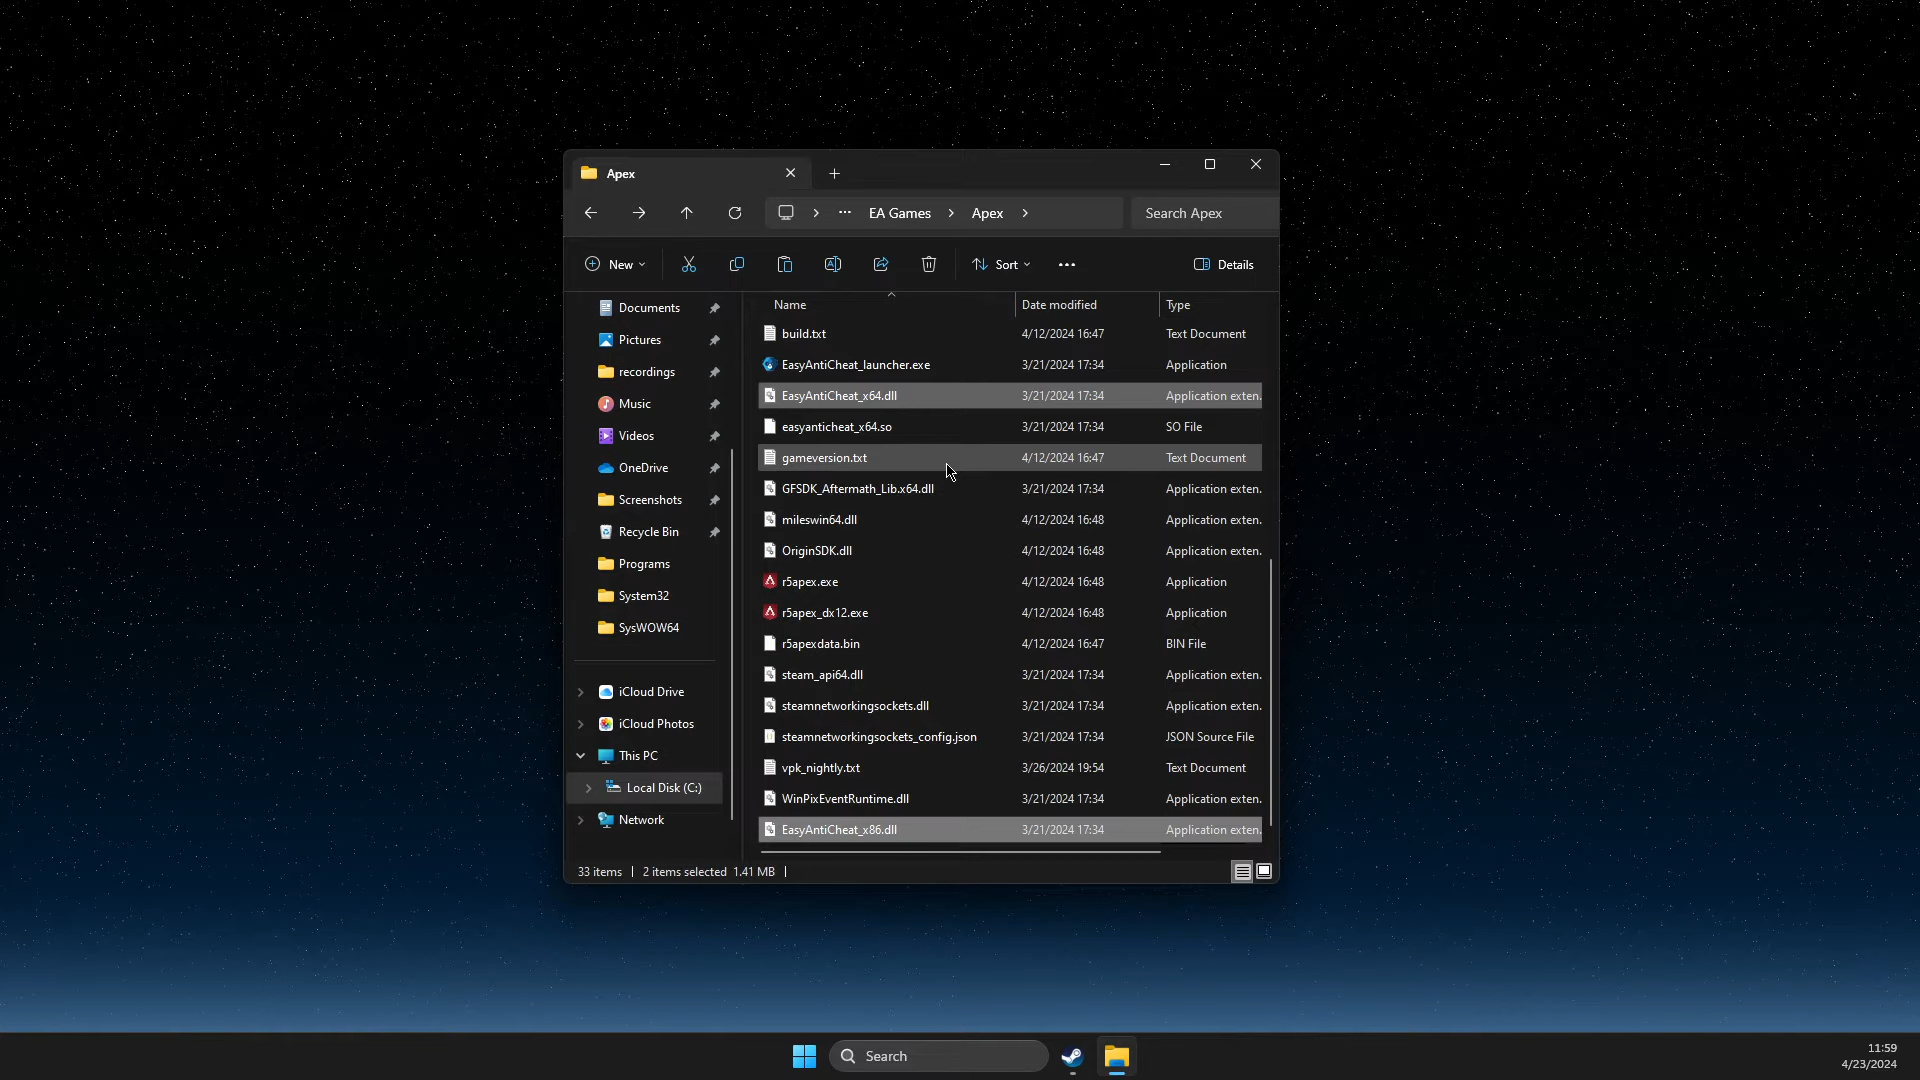 Apex
EA Games
Apex
Search Apex
New
Sort
Details
Name
Date modified
Type
Documents
Pictures
recordings
Music
Videos
OneDrive
Screenshots
Recycle Bin
Programs
System32
SysWOW64
iCloud Drive
iCloud Photos
This PC
Local Disk (C:)
Network
build.txt 4/12/2024 16:47 Text Document
EasyAntiCheat_launcher.exe 3/21/2024 17:34 Application
EasyAntiCheat_x64.dll 3/21/2024 17:34 Application exten.
easyanticheat_x64.so 3/21/2024 17:34 SO File
gameversion.txt 4/12/2024 16:47 Text Document
GFSDK_Aftermath_Lib.x64.dll 3/21/2024 17:34 Application exten.
mileswin64.dll 4/12/2024 16:48 Application exten.
OriginSDK.dll 4/12/2024 16:48 Application exten.
r5apex.exe 4/12/2024 16:48 Application
r5apex_dx12.exe 4/12/2024 16:48 Application
r5apexdata.bin 4/12/2024 16:47 BIN File
steam_api64.dll 3/21/2024 17:34 Application exten.
steamnetworkingsockets.dll 3/21/2024 17:34 Application exten.
steamnetworkingsockets_config.json 3/21/2024 17:34 JSON Source File
vpk_nightly.txt 3/26/2024 19:54 Text Document
WinPixEventRuntime.dll 3/21/2024 17:34 Application exten.
EasyAntiCheat_x86.dll 3/21/2024 17:34 Application exten.
33 items | 2 items selected 1.41 MB |
Search
11:59
4/23/2024